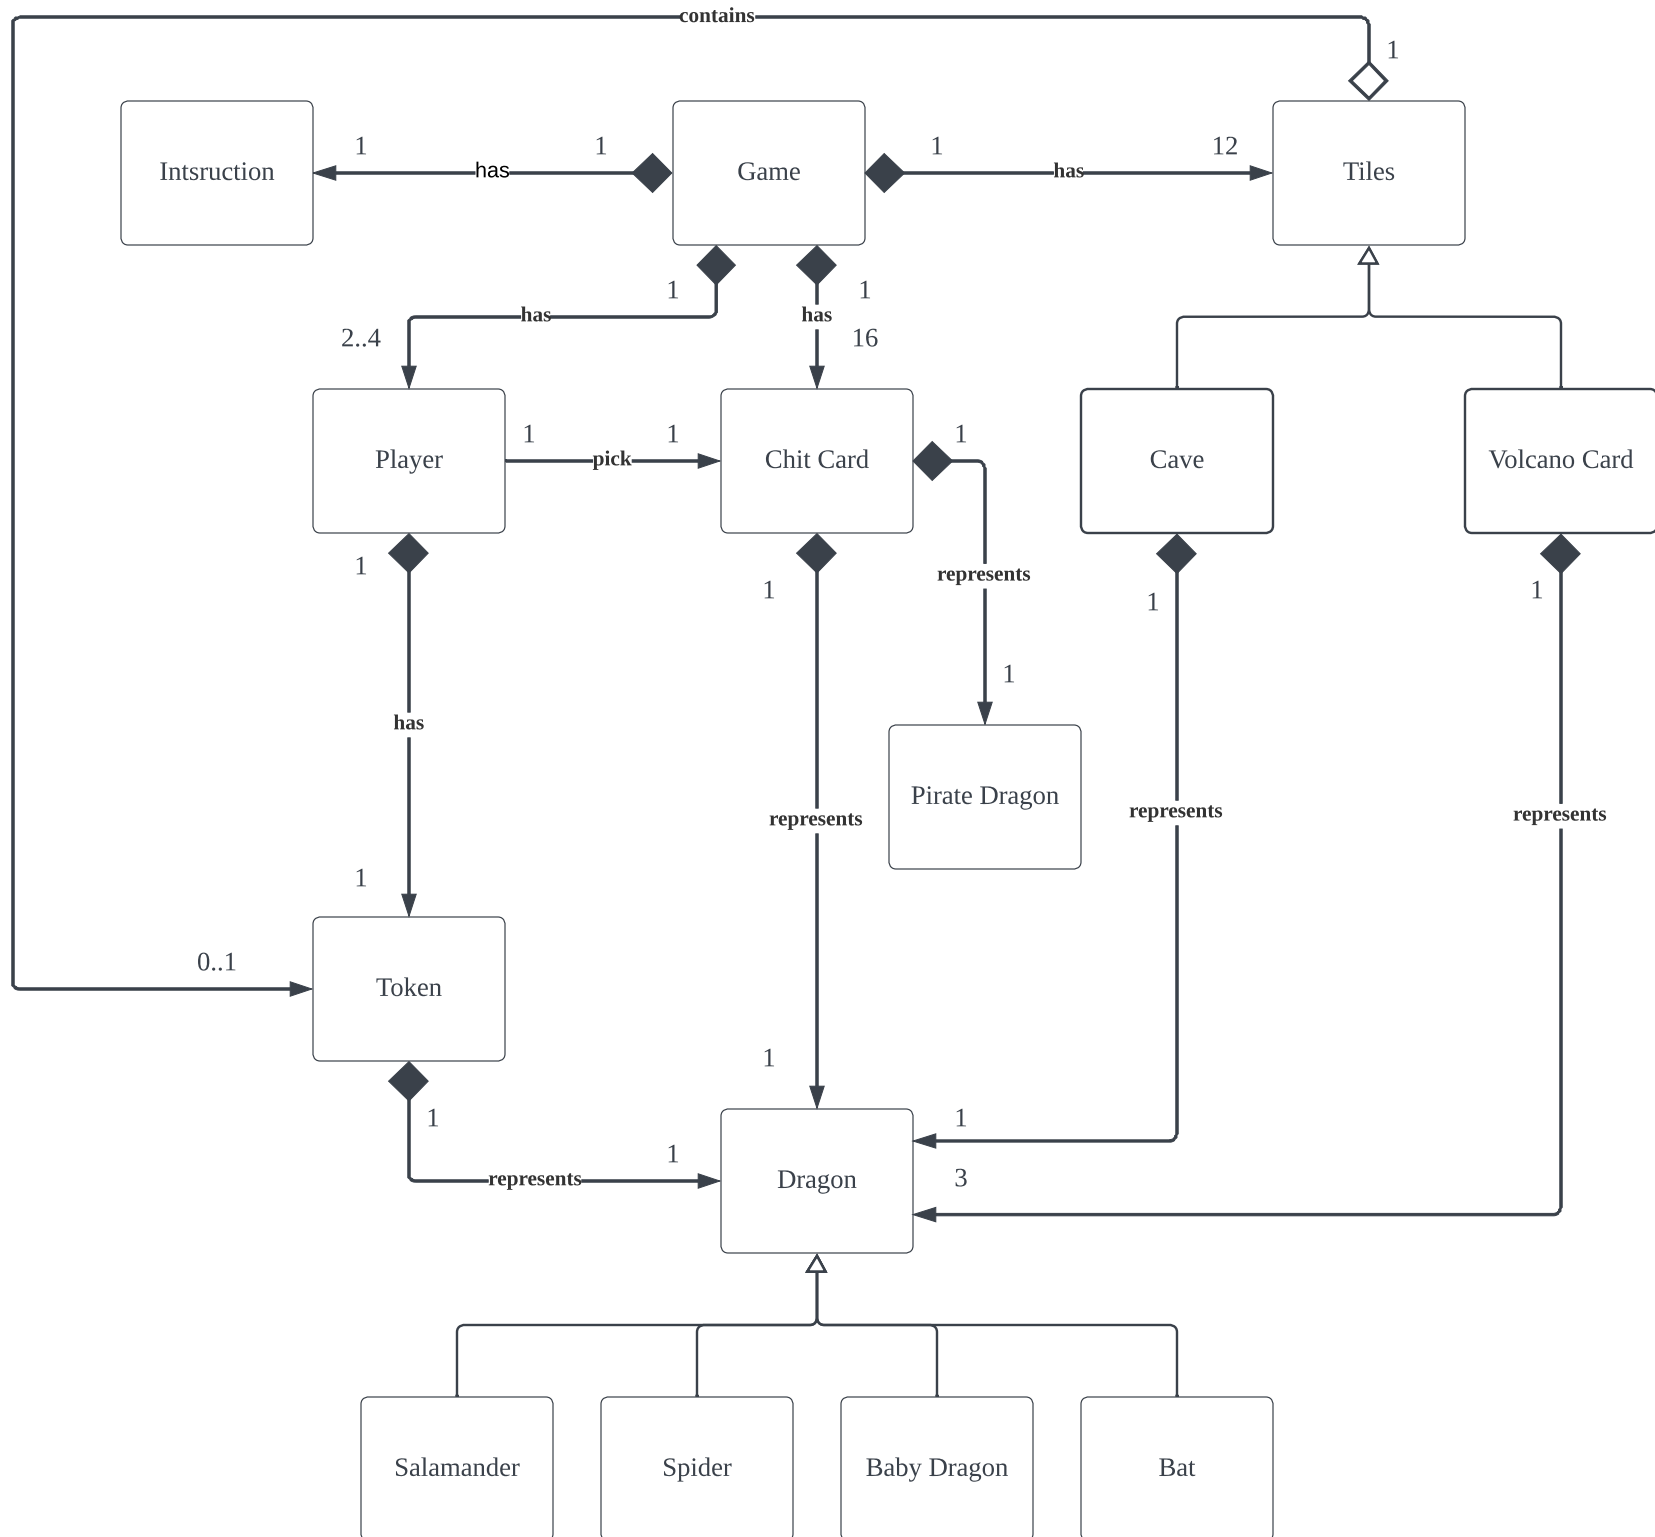 contains
1
Intsruction
1
has
1
Game
1
has
12
Tiles
1
has
2..4
1
has
16
Player
1
pick
1
Chit Card
1
Cave
Volcano Card
1
has
1
1
represents
1
represents
1
Pirate Dragon
1
represents
1
represents
0..1
Token
1
represents
1
Dragon
1
3
Salamander
Spider
Baby Dragon
Bat